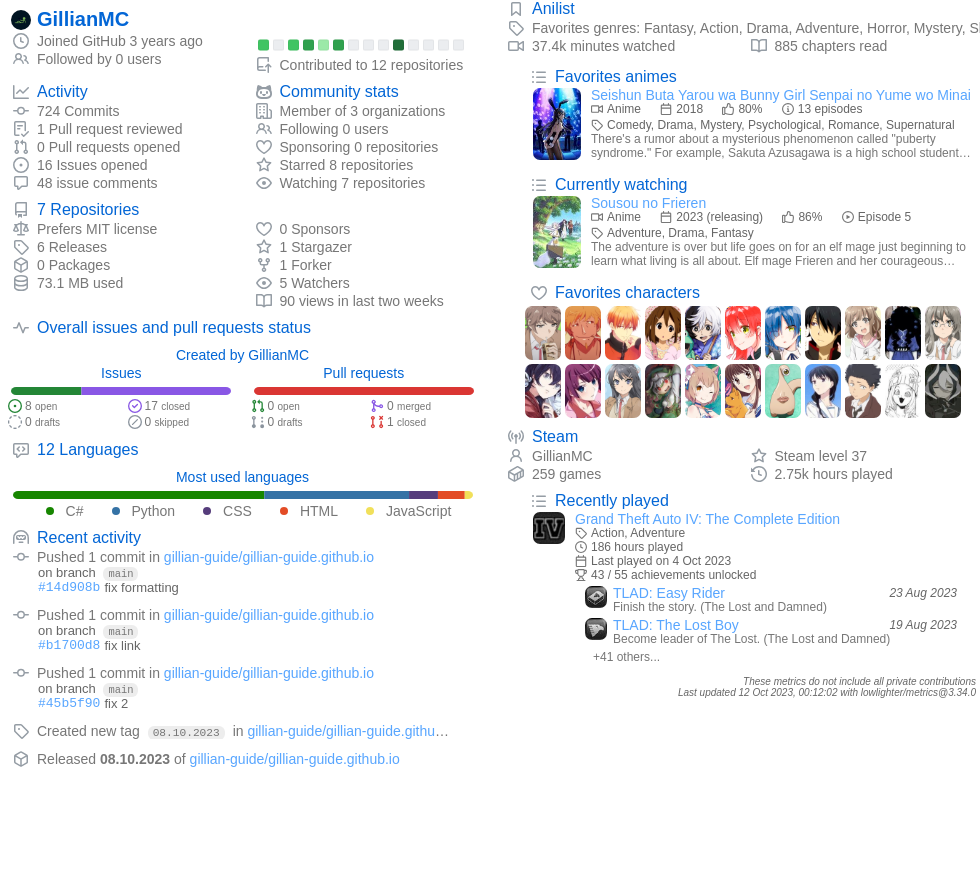 GillianMC
Joined GitHub 3 years ago
Followed by 0 users
Contributed to 12 repositories
Activity
724 Commits
1 Pull request reviewed
0 Pull requests opened
16 Issues opened
48 issue comments
Community stats
Member of 3 organizations
Following 0 users
Sponsoring 0 repositories
Starred 8 repositories
Watching 7 repositories
7 Repositories
Prefers MIT license
6 Releases
0 Packages
73.1 MB used
0 Sponsors
1 Stargazer
1 Forker
5 Watchers
90 views in last two weeks
Overall issues and pull requests status
Created by GillianMC
Issues
8 open
17 closed
0 drafts
0 skipped
Pull requests
0 open
0 merged
0 drafts
1 closed
12 Languages
Most used languages
C# Python CSS HTML JavaScript
Recent activity
Pushed 1 commit in gillian-guide/gillian-guide.github.io
on branch main
#14d908b fix formatting
Pushed 1 commit in gillian-guide/gillian-guide.github.io
on branch main
#b1700d8 fix link
Pushed 1 commit in gillian-guide/gillian-guide.github.io
on branch main
#45b5f90 fix 2
Created new tag 08.10.2023 in gillian-guide/gillian-guide.githu…
Released 08.10.2023 of gillian-guide/gillian-guide.github.io
Anilist
Favorites genres: Fantasy, Action, Drama, Adventure, Horror, Mystery, S
37.4k minutes watched
885 chapters read
Favorites animes
Seishun Buta Yarou wa Bunny Girl Senpai no Yume wo Minai
Anime 2018 80% 13 episodes
Comedy, Drama, Mystery, Psychological, Romance, Supernatural
There's a rumor about a mysterious phenomenon called "puberty
syndrome." For example, Sakuta Azusagawa is a high school student…
Currently watching
Sousou no Frieren
Anime 2023 (releasing) 86% Episode 5
Adventure, Drama, Fantasy
The adventure is over but life goes on for an elf mage just beginning to
learn what living is all about. Elf mage Frieren and her courageous…
Favorites characters
Steam
GillianMC
Steam level 37
259 games
2.75k hours played
Recently played
IV
Grand Theft Auto IV: The Complete Edition
Action, Adventure
186 hours played
Last played on 4 Oct 2023
43 / 55 achievements unlocked
TLAD: Easy Rider 23 Aug 2023
Finish the story. (The Lost and Damned)
TLAD: The Lost Boy 19 Aug 2023
Become leader of The Lost. (The Lost and Damned)
+41 others...
These metrics do not include all private contributions
Last updated 12 Oct 2023, 00:12:02 with lowlighter/metrics@3.34.0